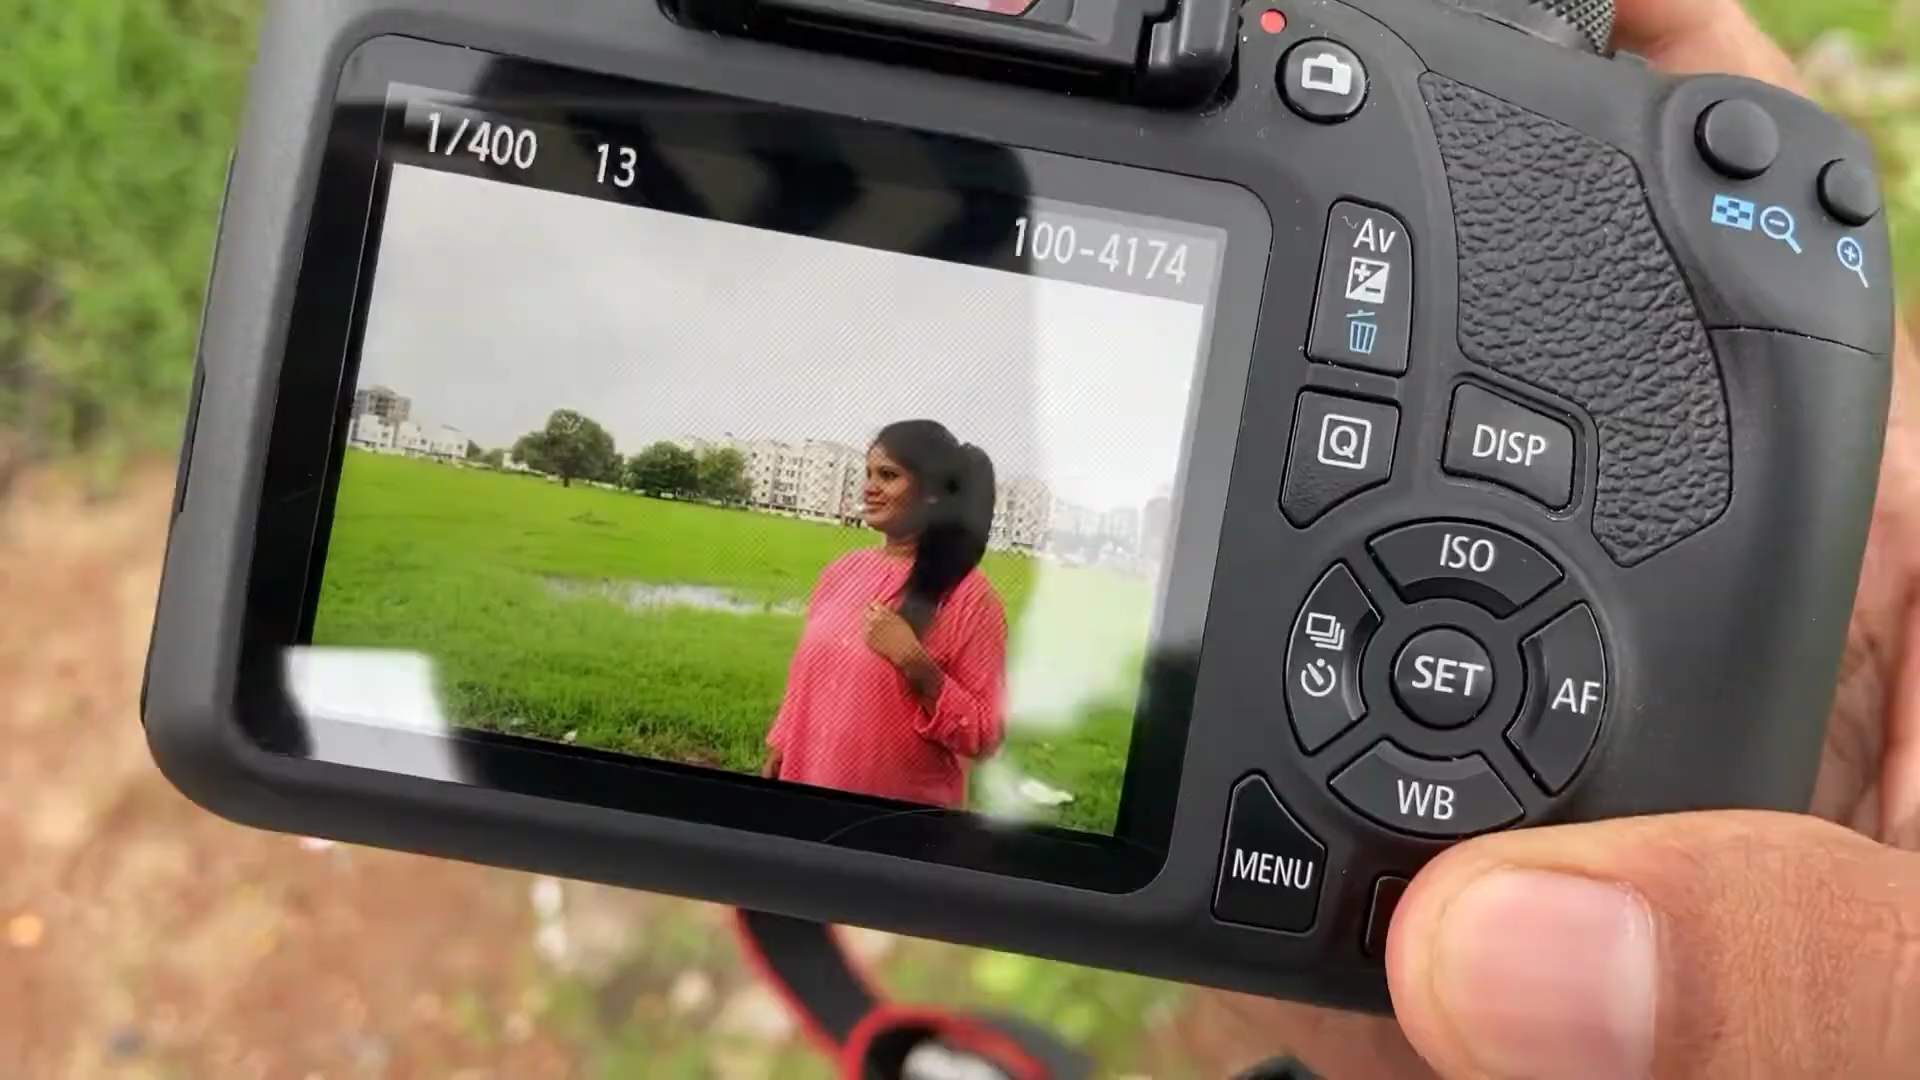 1/400 13
100-4174
Av
Q
DISP
ISO
SET
AF
WB
MENU